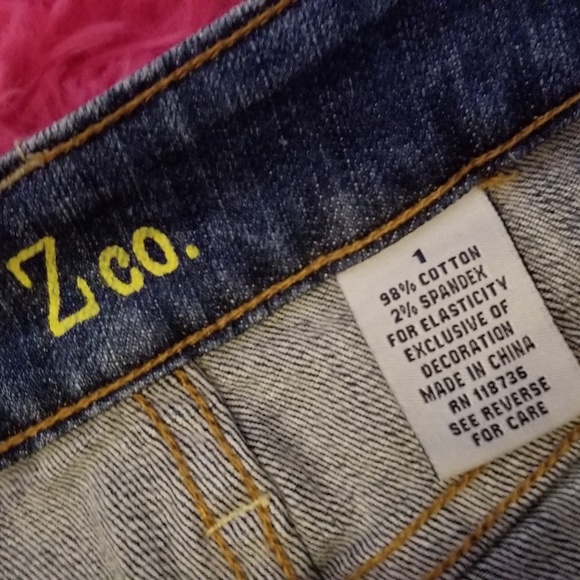 Z co.
1
98% COTTON
2% SPANDEX
FOR ELASTICITY
EXCLUSIVE OF
DECORATION
MADE IN CHINA
RN 118736
SEE REVERSE
FOR CARE